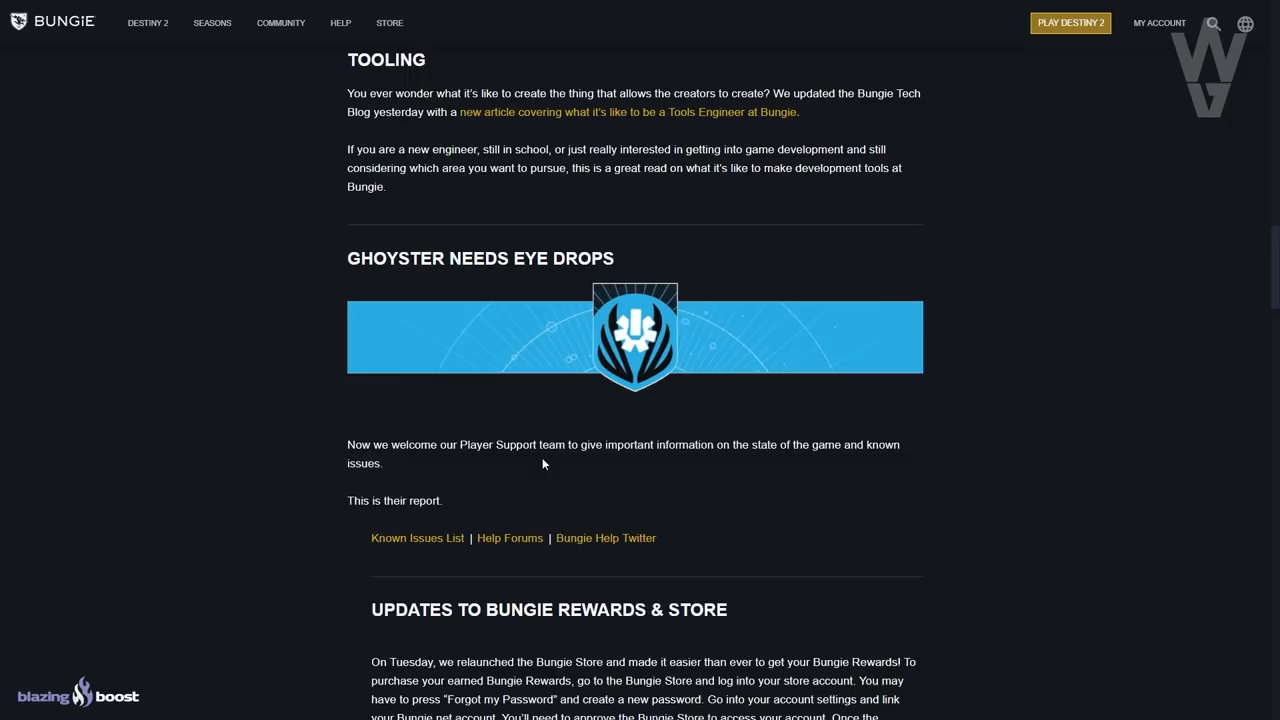 BUNGiE
DESTINY 2 SEASONS COMMUNITY HELP STORE
PLAY DESTINY 2 MY ACCOUNT
TOOLING
You ever wonder what it's like to create the thing that allows the creators to create? We updated the Bungie Tech
Blog yesterday with a new article covering what it's like to be a Tools Engineer at Bungie.
If you are a new engineer, still in school, or just really interested in getting into game development and still
considering which area you want to pursue, this is a great read on what it's like to make development tools at
Bungie.
GHOYSTER NEEDS EYE DROPS
Now we welcome our Player Support team to give important information on the state of the game and known
issues.
This is their report.
Known Issues List | Help Forums | Bungie Help Twitter
UPDATES TO BUNGIE REWARDS & STORE
On Tuesday, we relaunched the Bungie Store and made it easier than ever to get your Bungie Rewards! To
purchase your earned Bungie Rewards, go to the Bungie Store and log into your store account. You may
have to press “Forgot my Password” and create a new password. Go into your account settings and link
your Bungie.net account. You'll need to approve the Bungie Store to access your account. Once the
blazing boost